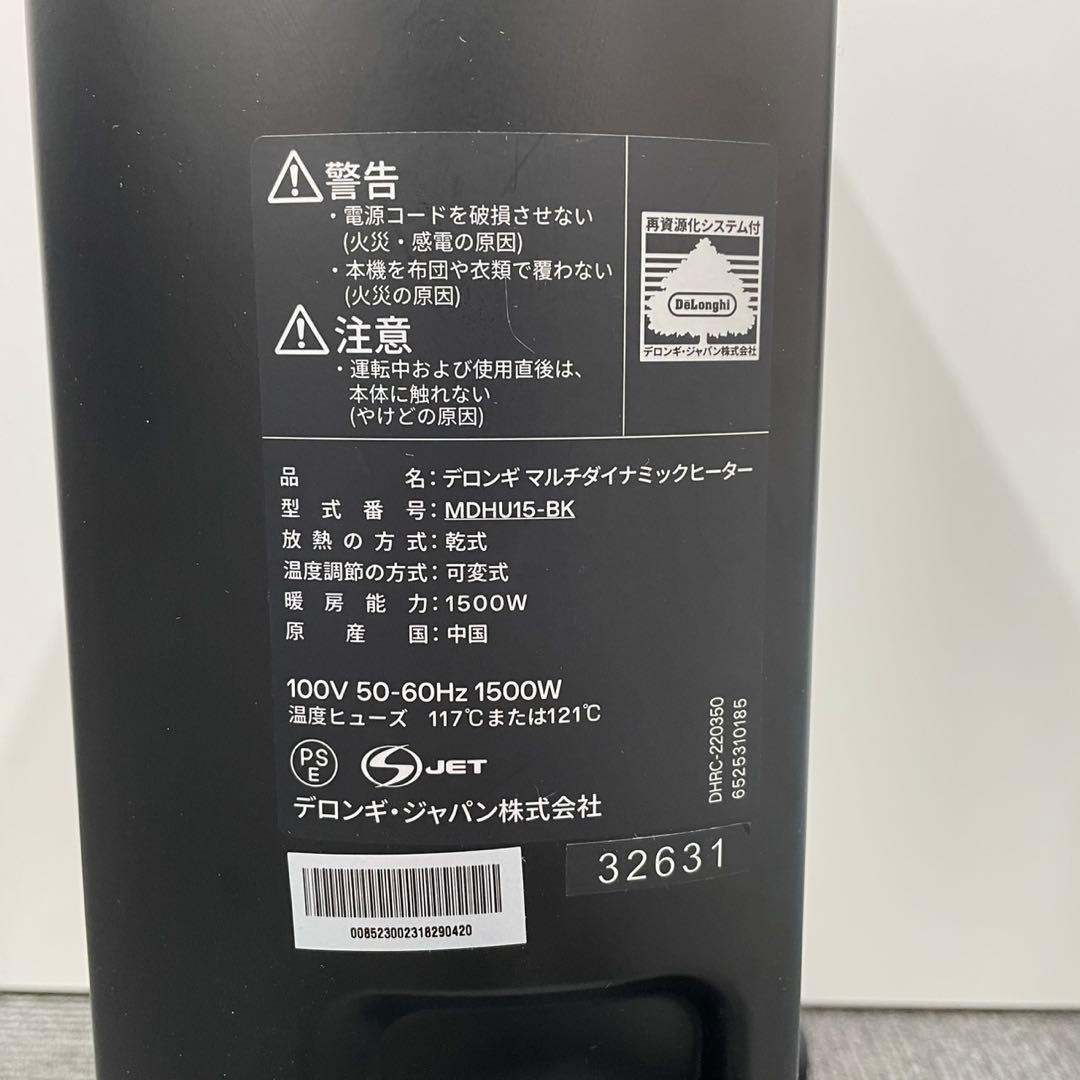 警告
・電源コードを破損させない
(火災・感電の原因)
・本機を布団や衣類で覆わない
(火災の原因)
注意
・運転中および使用直後は、
本体に触れない
(やけどの原因)
再資源化システム付
DēLonghi
デロンギ・ジャパン株式会社
品名：デロンギ マルチダイナミックヒーター
型式番号：MDHU15-BK
放熱の方式：乾式
温度調節の方式：可変式
暖房能力：1500W
原産国：中国
100V 50-60Hz 1500W
温度ヒューズ 117℃または121℃
PS
E
S JET
デロンギ・ジャパン株式会社
DHRC-220350
6525310185
32631
008523002318290420